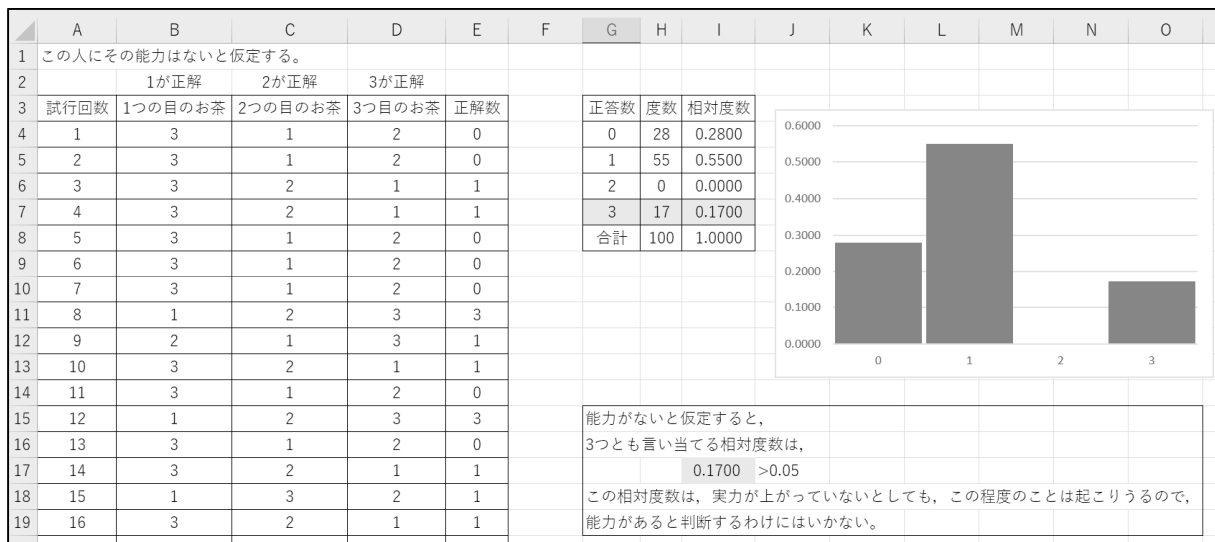 A B C D E F G H I J K L M N O
1 この人にその能力はないと仮定する。
2 1が正解 2が正解 3が正解
3 試行回数 1つの目のお茶 2つの目のお茶 3つ目のお茶 正解数 正答数 度数 相対度数
4 1 3 1 2 0 0 28 0.2800
5 2 3 1 2 0 1 55 0.5500
6 3 3 2 1 1 2 0 0.0000
7 4 3 2 1 1 3 17 0.1700
8 5 3 1 2 0 合計 100 1.0000
9 6 3 1 2 0
10 7 3 1 2 0
11 8 1 2 3 3
12 9 2 1 3 1
13 10 3 2 1 1
14 11 3 1 2 0
15 12 1 2 3 3 能力がないと仮定すると,
16 13 3 1 2 0 3つとも言い当てる相対度数は,
17 14 3 2 1 1 0.1700 >0.05
18 15 1 3 2 1 この相対度数は,実力が上がっていないとしても,この程度のことは起こりうるので,
19 16 3 2 1 1 能力があると判断するわけにはいかない。
0.6000
0.5000
0.4000
0.3000
0.2000
0.1000
0.0000
0 1 2 3